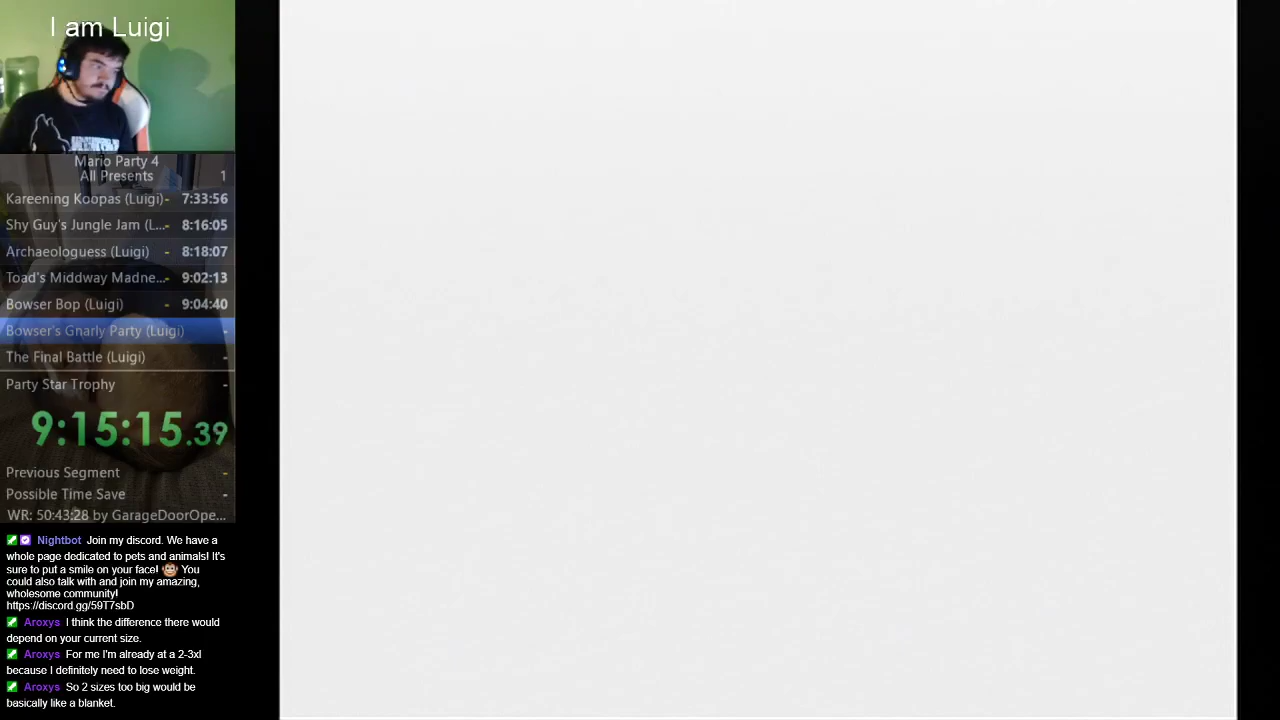 I am Luigi
Mario Party 4
All Presents 1
Kareening Koopas (Luigi) - 7:33:56
Shy Guy's Jungle Jam (L... - 8:16:05
Archaeologuess (Luigi) - 8:18:07
Toad's Middway Madne... - 9:02:13
Bowser Bop (Luigi) - 9:04:40
Bowser's Gnarly Party (Luigi) -
The Final Battle (Luigi) -
Party Star Trophy -
9:15:15.39
Previous Segment -
Possible Time Save -
WR: 50:43:28 by GarageDoorOpe...
Nightbot Join my discord. We have a
whole page dedicated to pets and animals! It's
sure to put a smile on your face! 🐵 You
could also talk with and join my amazing,
wholesome community!
https://discord.gg/59T7sbD
Aroxys I think the difference there would
depend on your current size.
Aroxys For me I'm already at a 2-3xl
because I definitely need to lose weight.
Aroxys So 2 sizes too big would be
basically like a blanket.